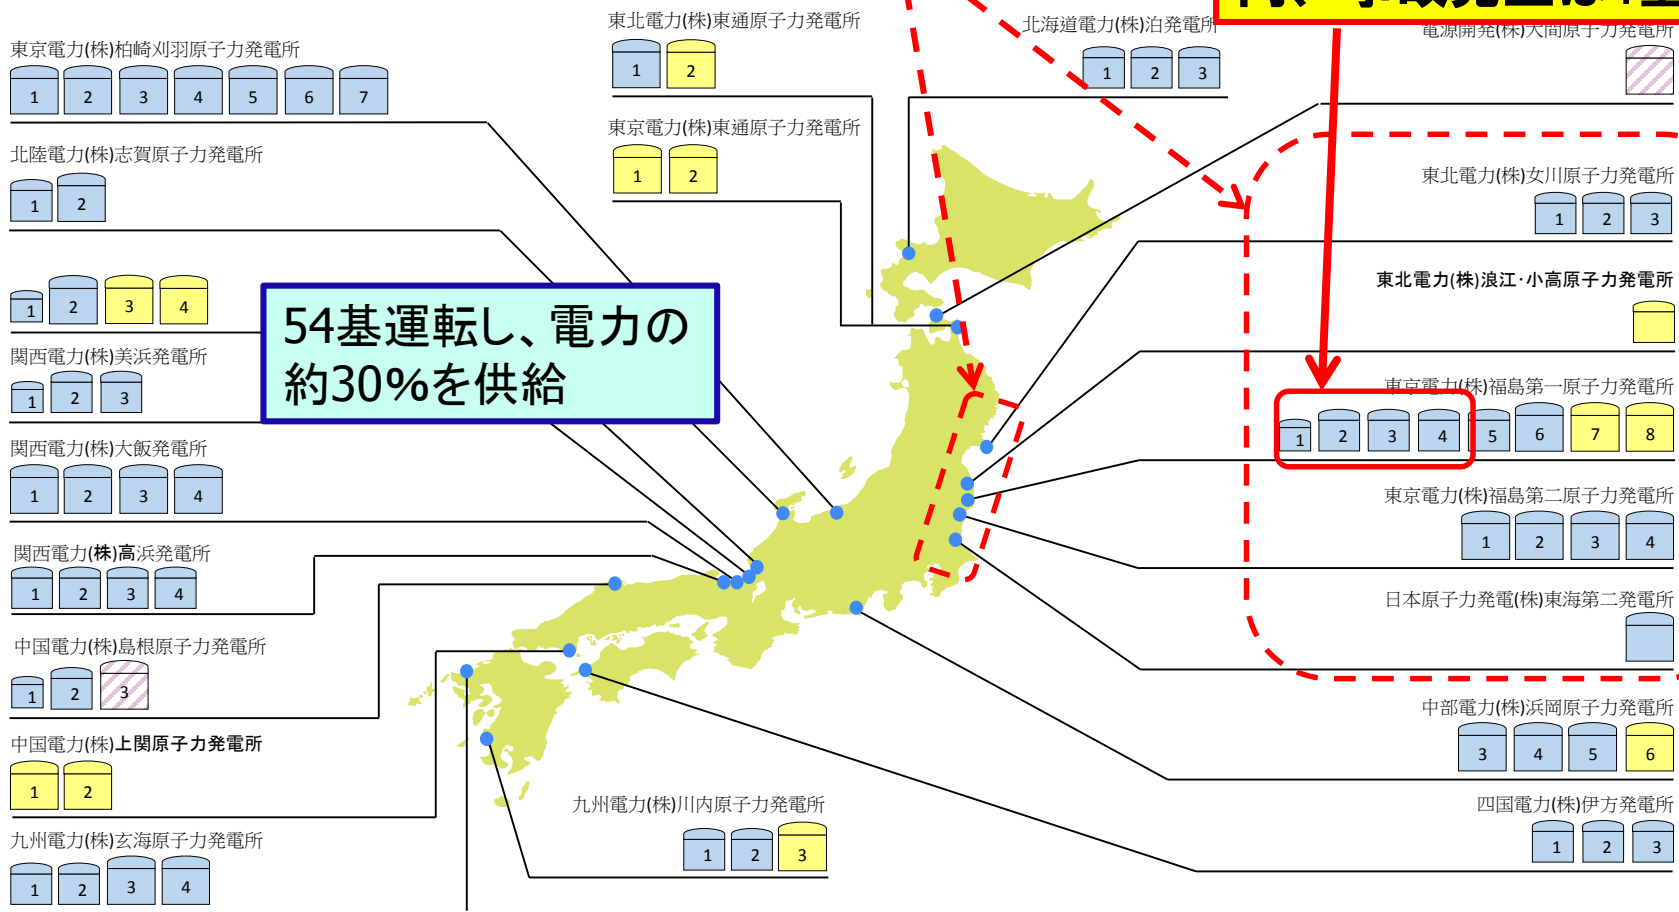 東京電力(株)柏崎刈羽原子力発電所
1 2 3 4 5 6 7
北陸電力(株)志賀原子力発電所
1 2
1 2 3 4
関西電力(株)美浜発電所
1 2 3
関西電力(株)大飯発電所
1 2 3 4
関西電力(株)高浜発電所
1 2 3 4
中国電力(株)島根原子力発電所
1 2 3
中国電力(株)上関原子力発電所
1 2
九州電力(株)玄海原子力発電所
1 2 3 4
東北電力(株)東通原子力発電所
1 2
東京電力(株)東通原子力発電所
1 2
54基運転し、電力の
約30%を供給
九州電力(株)川内原子力発電所
1 2 3
北海道電力(株)泊発電所
1 2 3
電源開発(株)大間原子力発電所
東北電力(株)女川原子力発電所
1 2 3
東北電力(株)浪江・小高原子力発電所
東京電力(株)福島第一原子力発電所
1 2 3 4 5 6 7 8
東京電力(株)福島第二原子力発電所
1 2 3 4
日本原子力発電(株)東海第二発電所
中部電力(株)浜岡原子力発電所
3 4 5 6
四国電力(株)伊方発電所
1 2 3